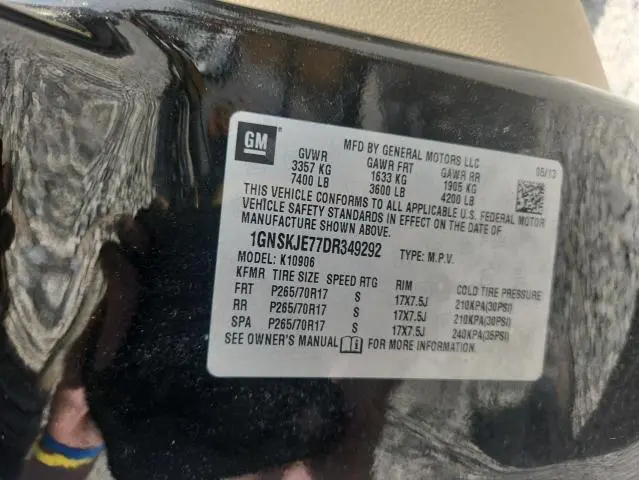 GM
MFD BY GENERAL MOTORS LLC
05/13
GVWR GAWR FRT GAWR RR
3357 KG 1633 KG 1905 KG
7400 LB 3600 LB 4200 LB
THIS VEHICLE CONFORMS TO ALL APPLICABLE U.S. FEDERAL MOTOR
VEHICLE SAFETY STANDARDS IN EFFECT ON THE DATE OF
MANUFACTURE SHOWN ABOVE.
1GNSKJE77DR349292 TYPE: M.P.V.
MODEL: K10906
KFMR TIRE SIZE SPEED RTG RIM COLD TIRE PRESSURE
FRT P265/70R17 S 17X7.5J 210KPA(30PSI)
RR P265/70R17 S 17X7.5J 210KPA(30PSI)
SPA P265/70R17 S 17X7.5J 240KPA(35PSI)
SEE OWNER'S MANUAL FOR MORE INFORMATION.